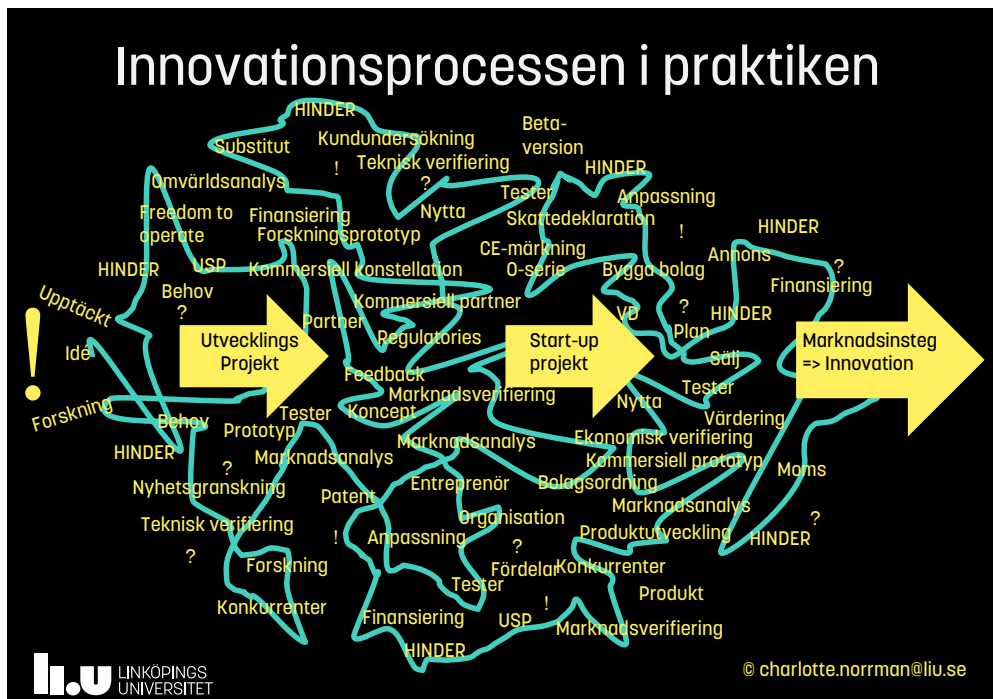 Innovationsprocessen i praktiken
HINDER
Kundundersökning
!
Substitut
Teknisk verifiering
?
Beta-
version
HINDER
Omvärldsanalys
Tester
Anpassning
!
Freedom to
operate
Finansiering
Forskningsprototyp
Nytta
Skattedeklaration
HINDER
HINDER
USP
Kommersiell Konstellation
CE-märkning
0-serie
Bygga bolag
Annons
?
Finansiering
Upptäckt
Behov
?
Kommersiell partner
?
HINDER
!
Idé
Forskning
Utvecklings
Projekt
Partner
Regulatories
Start-up
projekt
VD
Plan
Sälj
Marknadsinsteg
=> Innovation
Feedback
Marknadsverifiering
Tester
Nytta
Behov
Tester
Koncept
Värdering
HINDER
Prototyp
Marknadsanalys
Marknadsanalys
Ekonomisk verifiering
Kommersiell prototyp
?
Nyhetsgranskning
Entreprenör
Bolagsordning
Moms
Patent
Marknadsanalys
Teknisk verifiering
?
!
Anpassning
Organisation
?
Produktutveckling
?
HINDER
Forskning
Fördelar
Konkurrenter
Tester
Produkt
Konkurrenter
Finansiering
!
USP
Marknadsverifiering
HINDER
LINKÖPINGS
UNIVERSITET
li.u
© charlotte.norrman@liu.se